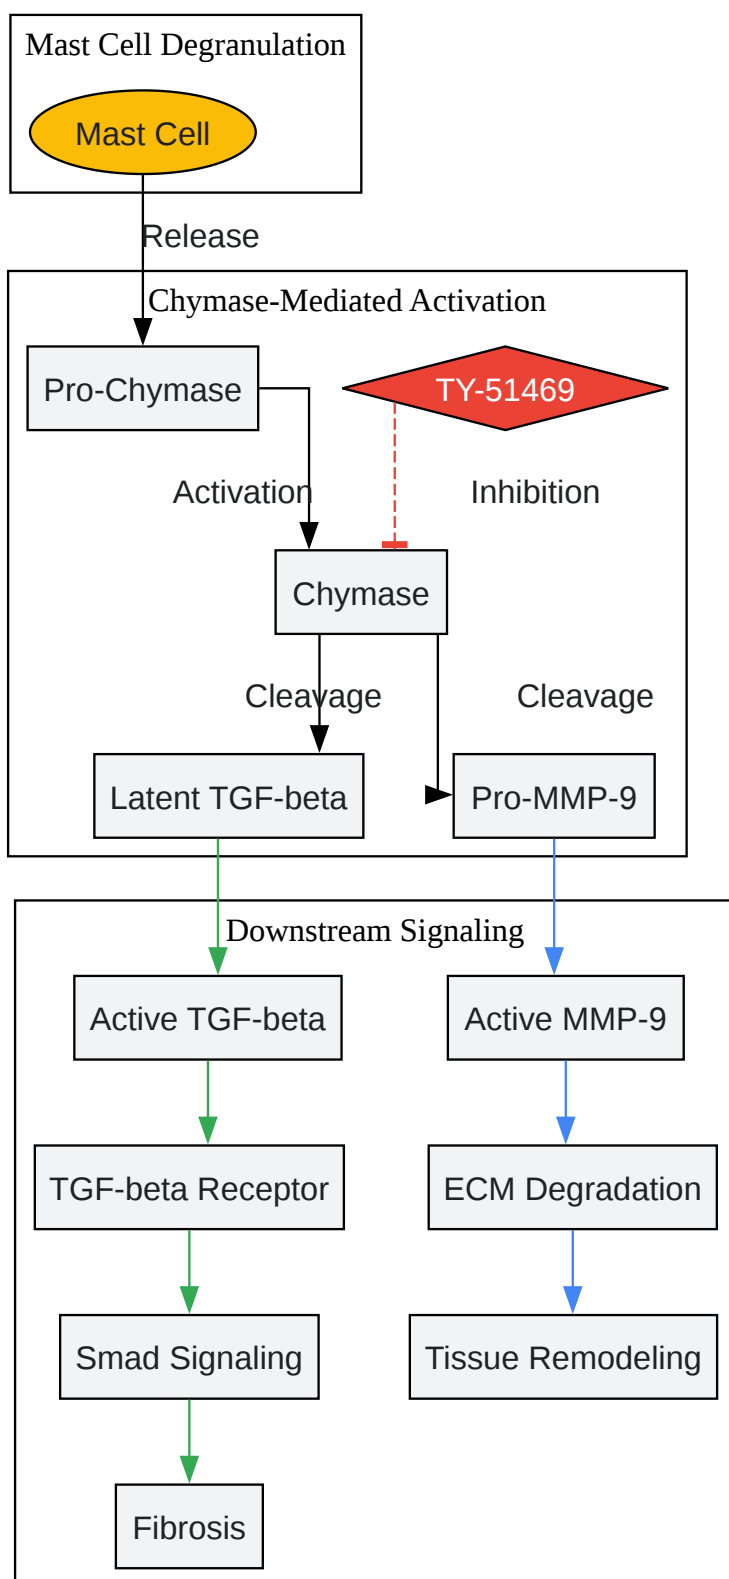 Mast Cell Degranulation
Mast Cell
Release
Chymase-Mediated Activation
Pro-Chymase
TY-51469
Activation
Inhibition
Chymase
Cleavage
Cleavage
Latent TGF-beta
Pro-MMP-9
Downstream Signaling
Active TGF-beta
Active MMP-9
TGF-beta Receptor
ECM Degradation
Smad Signaling
Tissue Remodeling
Fibrosis